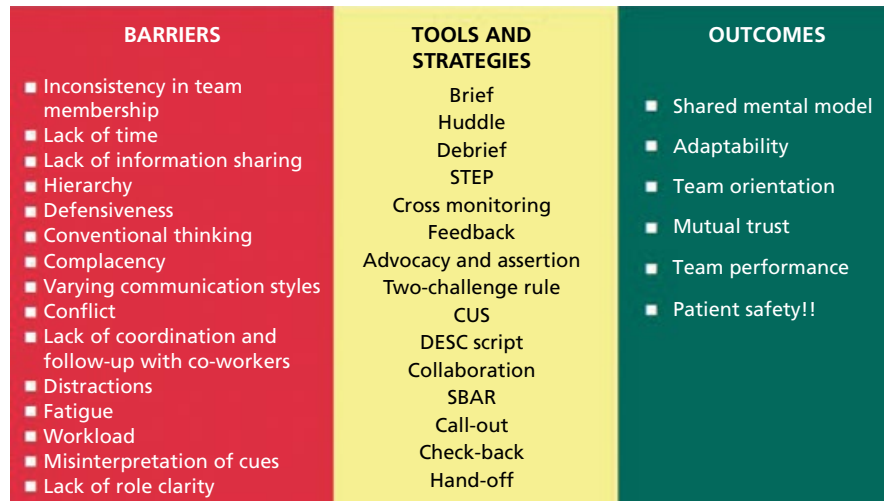 BARRIERS
Inconsistency in team
membership
Lack of time
Lack of information sharing
Hierarchy
Defensiveness
Conventional thinking
Complacency
Varying communication styles
Conflict
Lack of coordination and
follow-up with co-workers
Distractions
Fatigue
Workload
Misinterpretation of cues
Lack of role clarity
TOOLS AND
STRATEGIES
Brief
Huddle
Debrief
STEP
Cross monitoring
Feedback
Advocacy and assertion
Two-challenge rule
CUS
DESC script
Collaboration
SBAR
Call-out
Check-back
Hand-off
OUTCOMES
Shared mental model
Adaptability
Team orientation
Mutual trust
Team performance
Patient safety!!